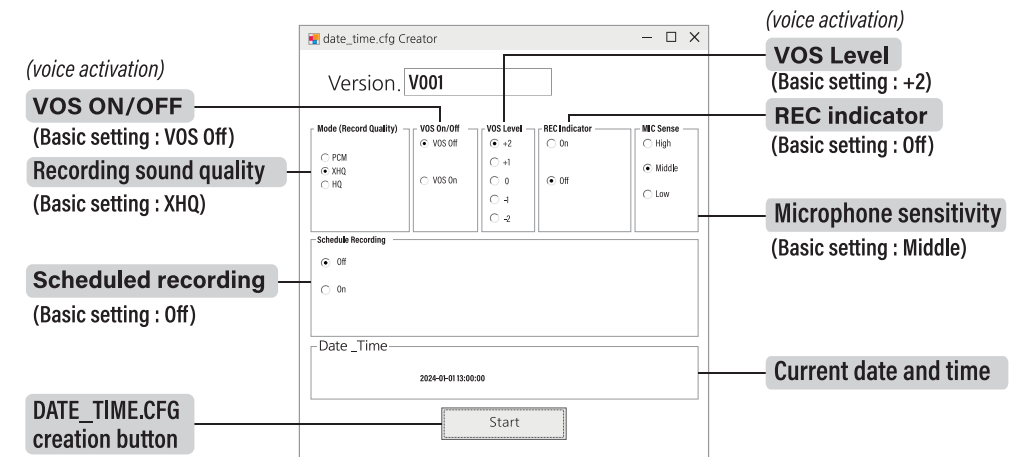 (voice activation)
VOS ON/OFF
(Basic setting : VOS Off)
Recording sound quality
(Basic setting : XHQ)
Scheduled recording
(Basic setting : Off)
DATE_TIME.CFG
creation button
date_time.cfg Creator
Version. V001
Mode (Record Quality)
PCM
XHQ
HQ
VOS On/Off
VOS Off
VOS On
VOS Level
+2
+1
0
-1
-2
REC Indicator
On
Off
MIC Sense
High
Middle
Low
Schedule Recording
Off
On
Date _Time
2024-01-01 13:00:00
Start
(voice activation)
VOS Level
(Basic setting : +2)
REC indicator
(Basic setting : Off)
Microphone sensitivity
(Basic setting : Middle)
Current date and time